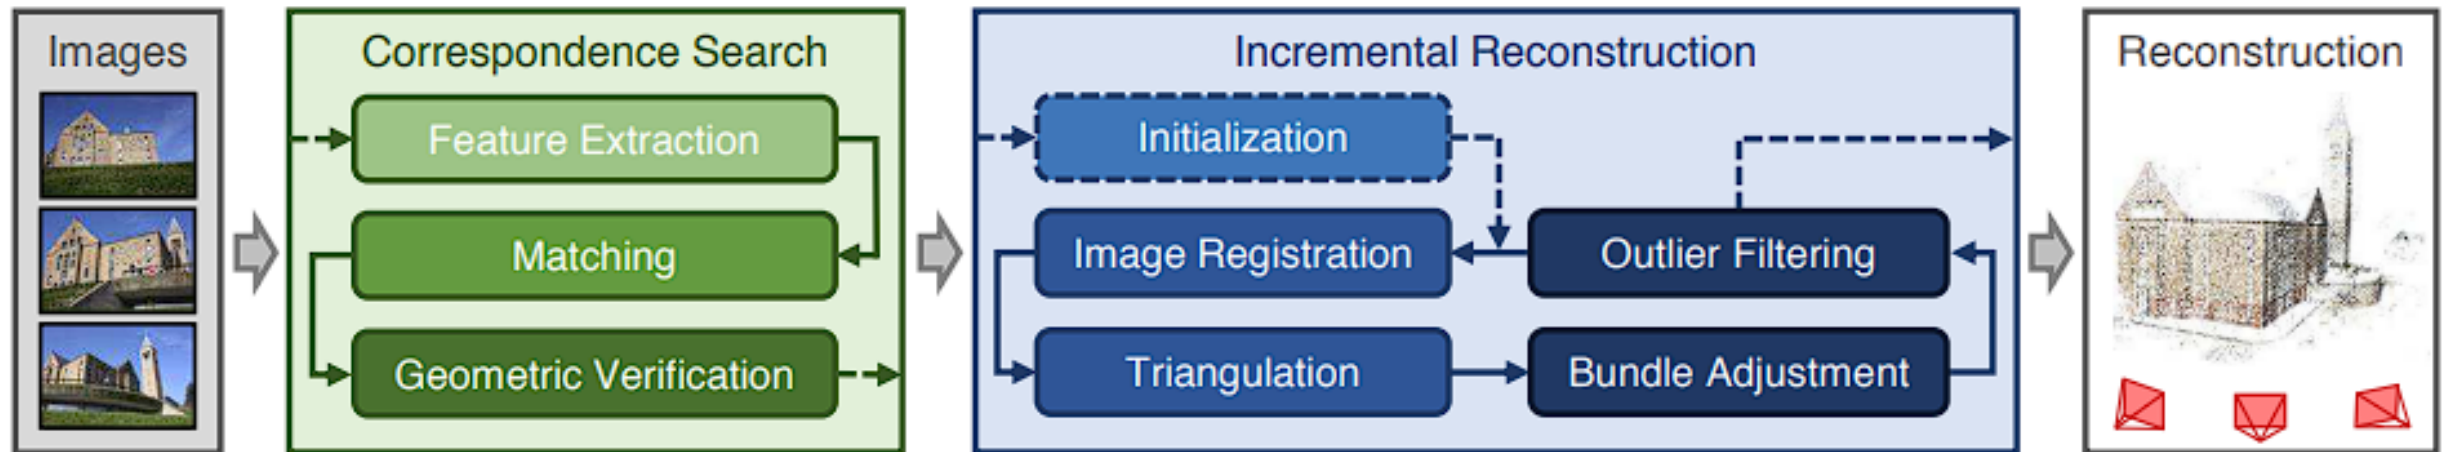 Images
Correspondence Search
Feature Extraction
Matching
Geometric Verification
Incremental Reconstruction
Initialization
Image Registration
Outlier Filtering
Triangulation
Bundle Adjustment
Reconstruction